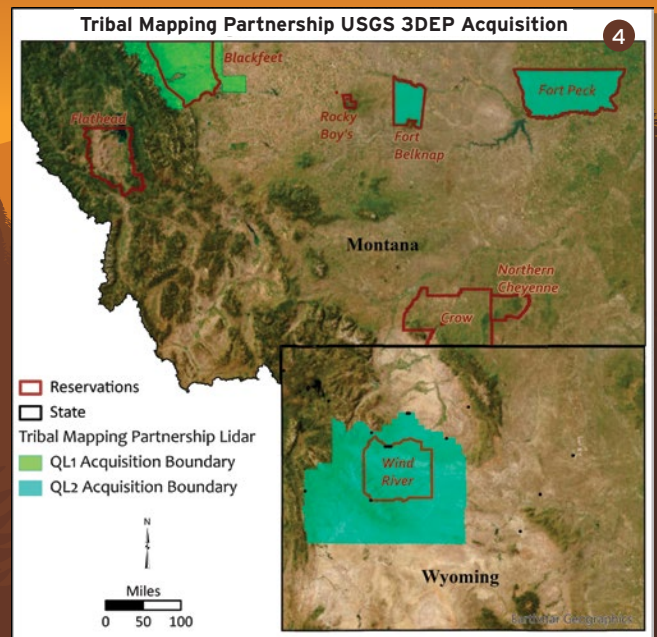 Tribal Mapping Partnership USGS 3DEP Acquisition
4
Blackfeet
Flathead
Rocky
Boy's
Fort
Belknap
Fort Peck
Montana
Northern
Cheyenne
Crow
Reservations
State
Tribal Mapping Partnership Lidar
QL1 Acquisition Boundary
QL2 Acquisition Boundary
N
Miles
0 50 100
Wind
River
Wyoming
Earthstar Geographics